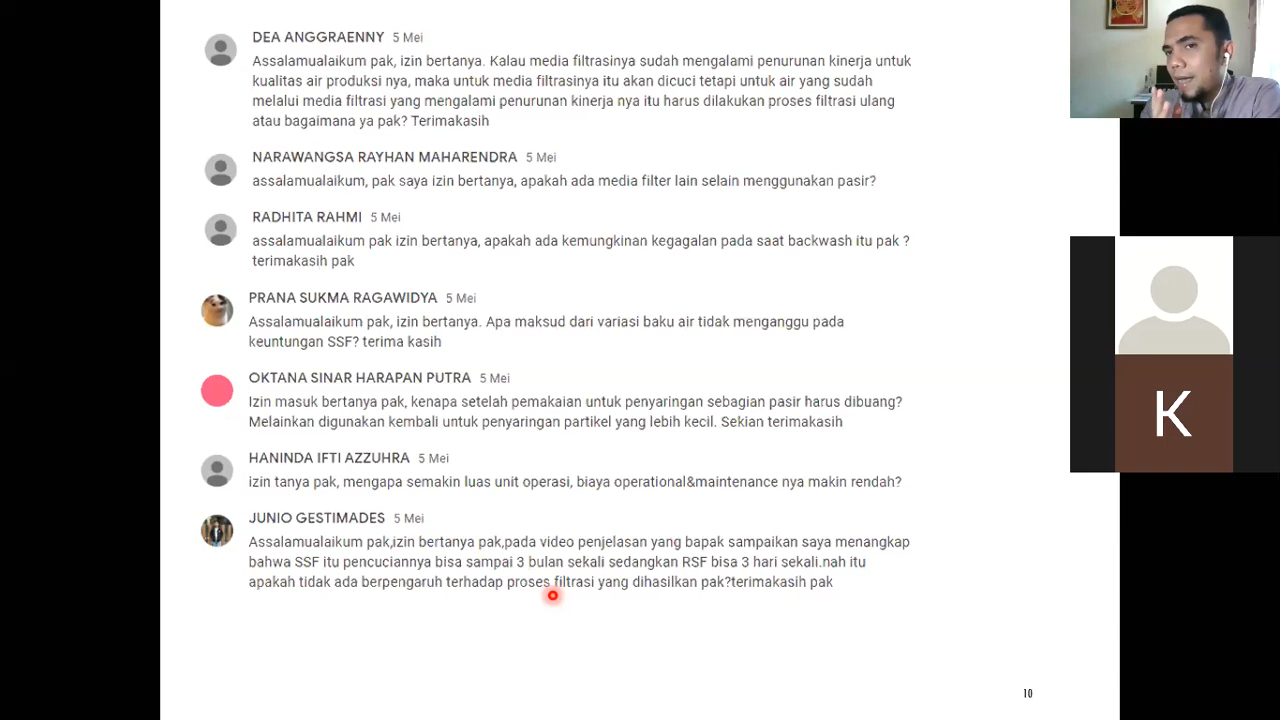 DEA ANGGRAENNY 5 Mei
Assalamualaikum pak, izin bertanya. Kalau media filtrasinya sudah mengalami penurunan kinerja untuk
kualitas air produksi nya, maka untuk media filtrasinya itu akan dicuci tetapi untuk air yang sudah
melalui media filtrasi yang mengalami penurunan kinerja nya itu harus dilakukan proses filtrasi ulang
atau bagaimana ya pak? Terimakasih
NARAWANGSA RAYHAN MAHARENDRA 5 Mei
assalamualaikum, pak saya izin bertanya, apakah ada media filter lain selain menggunakan pasir?
RADHITA RAHMI 5 Mei
assalamualaikum pak izin bertanya, apakah ada kemungkinan kegagalan pada saat backwash itu pak ?
terimakasih pak
PRANA SUKMA RAGAWIDYA 5 Mei
Assalamualaikum pak, izin bertanya. Apa maksud dari variasi baku air tidak menganggu pada
keuntungan SSF? terima kasih
OKTANA SINAR HARAPAN PUTRA 5 Mei
Izin masuk bertanya pak, kenapa setelah pemakaian untuk penyaringan sebagian pasir harus dibuang?
Melainkan digunakan kembali untuk penyaringan partikel yang lebih kecil. Sekian terimakasih
HANINDA IFTI AZZUHRA 5 Mei
izin tanya pak, mengapa semakin luas unit operasi, biaya operational&maintenance nya makin rendah?
JUNIO GESTIMADES 5 Mei
Assalamualaikum pak,izin bertanya pak,pada video penjelasan yang bapak sampaikan saya menangkap
bahwa SSF itu pencuciannya bisa sampai 3 bulan sekali sedangkan RSF bisa 3 hari sekali.nah itu
apakah tidak ada berpengaruh terhadap proses filtrasi yang dihasilkan pak?terimakasih pak
K
10